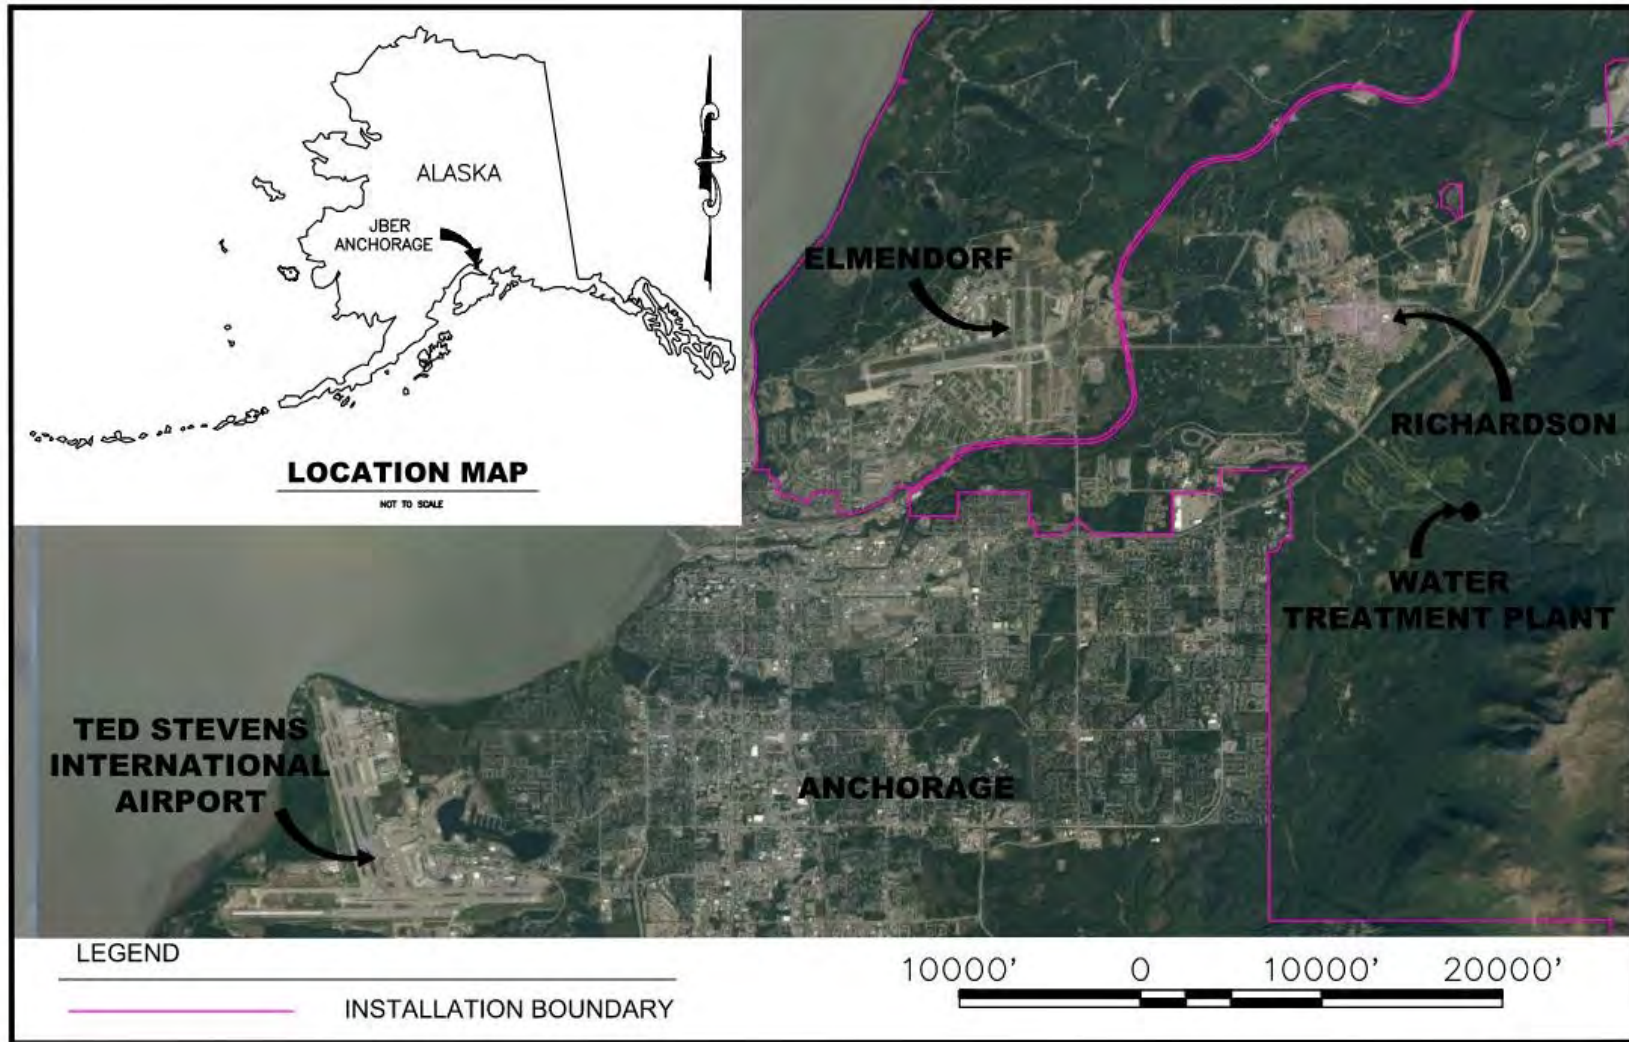 ALASKA
JBER
ANCHORAGE
LOCATION MAP
NOT TO SCALE
ELMENDORF
RICHARDSON
WATER
TREATMENT PLANT
TED STEVENS
INTERNATIONAL
AIRPORT
ANCHORAGE
LEGEND
INSTALLATION BOUNDARY
10000' 0 10000' 20000'